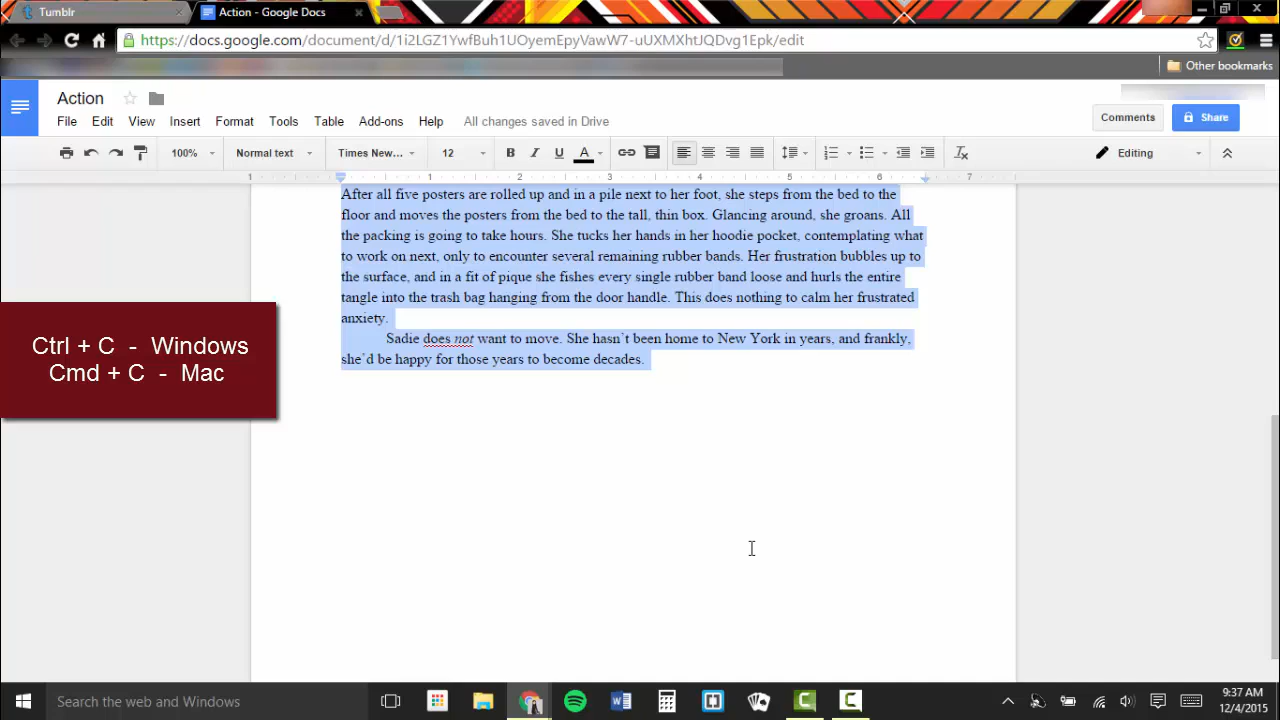 Tumblr
Action - Google Docs
https://docs.google.com/document/d/1i2LGZ1YwfBuh1UOyemEpyVawW7-uUXMXhtJQDvg1Epk/edit
Other bookmarks
Action
File Edit View Insert Format Tools Table Add-ons Help All changes saved in Drive
Comments
Share
100% Normal text Times New... 12 B I U A Editing
1 1 2 3 4 5 6 7
After all five posters are rolled up and in a pile next to her foot, she steps from the bed to the
floor and moves the posters from the bed to the tall, thin box. Glancing around, she groans. All
the packing is going to take hours. She tucks her hands in her hoodie pocket, contemplating what
to work on next, only to encounter several remaining rubber bands. Her frustration bubbles up to
the surface, and in a fit of pique she fishes every single rubber band loose and hurls the entire
tangle into the trash bag hanging from the door handle. This does nothing to calm her frustrated
anxiety.
Sadie does not want to move. She hasn't been home to New York in years, and frankly,
she'd be happy for those years to become decades.
Ctrl + C - Windows
Cmd + C - Mac
Search the web and Windows
9:37 AM
12/4/2015